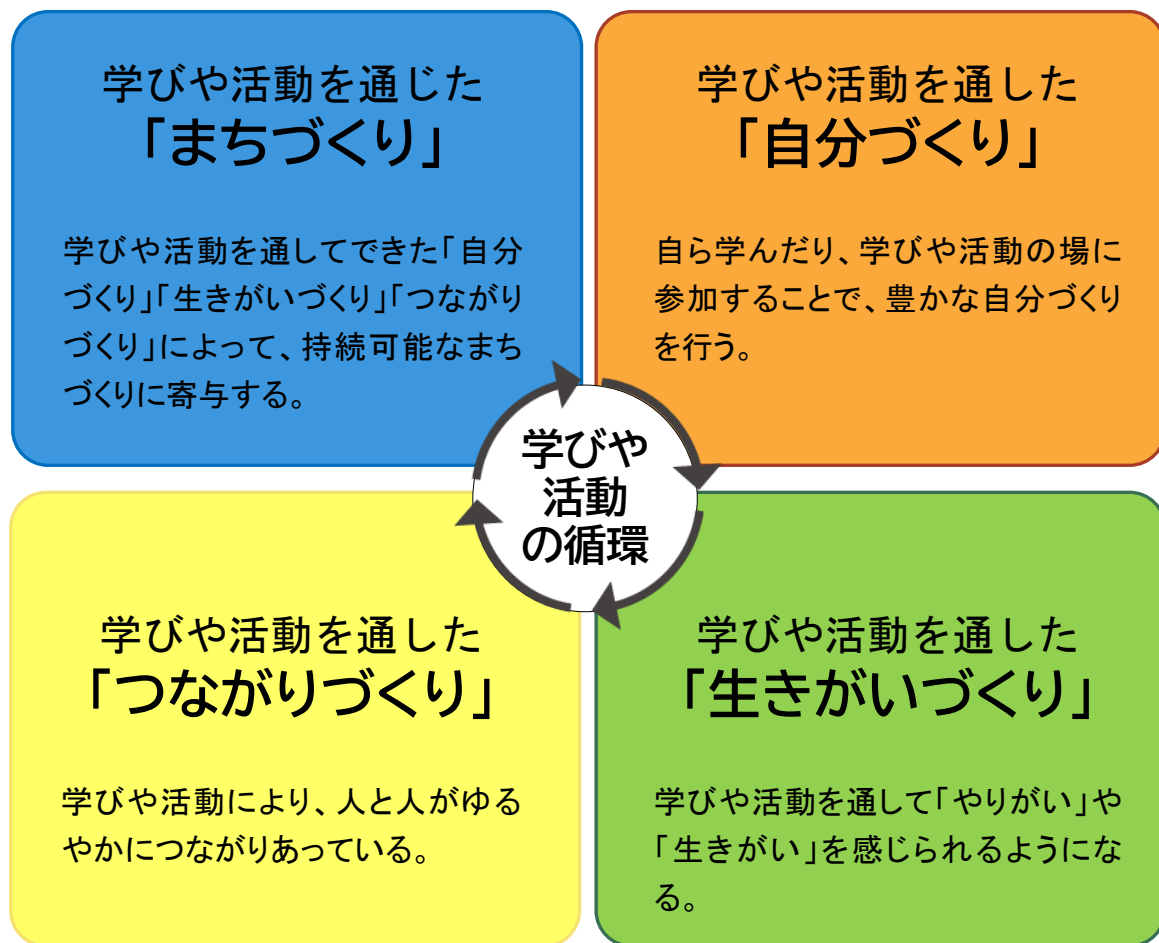 学びや活動を通じた
「まちづくり」
学びや活動を通してできた「自分
づくり」「生きがいづくり」「つながり
づくり」によって、持続可能なまち
づくりに寄与する。
学びや活動を通した
「自分づくり」
自ら学んだり、学びや活動の場に
参加することで、豊かな自分づくり
を行う。
学びや
活動
の循環
学びや活動を通した
「つながりづくり」
学びや活動により、人と人がゆる
やかにつながりあっている。
学びや活動を通した
「生きがいづくり」
学びや活動を通して「やりがい」や
「生きがい」を感じられるようにな
る。